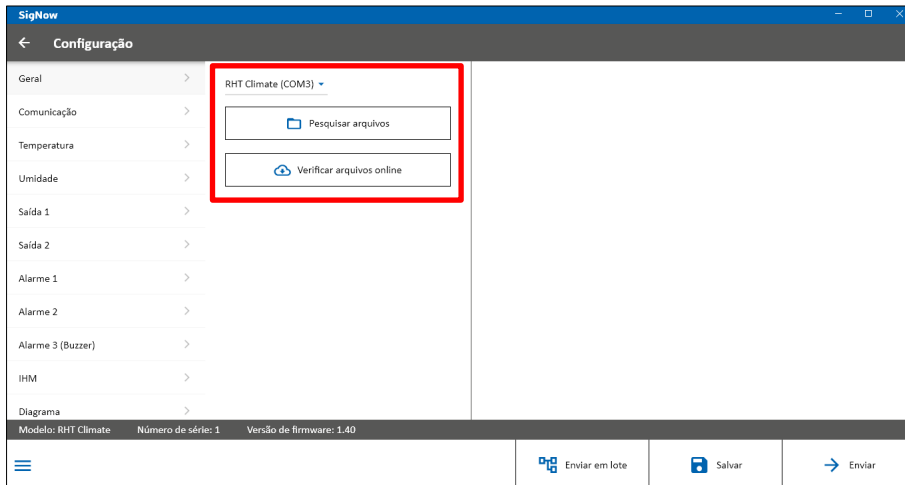 SigNow
Configuração
Geral
Comunicação
Temperatura
Umidade
Saída 1
Saída 2
Alarme 1
Alarme 2
Alarme 3 (Buzzer)
IHM
Diagrama
RHT Climate (COM3)
Pesquisar arquivos
Verificar arquivos online
Modelo: RHT Climate Número de série: 1 Versão de firmware: 1.40
Enviar em lote Salvar Enviar